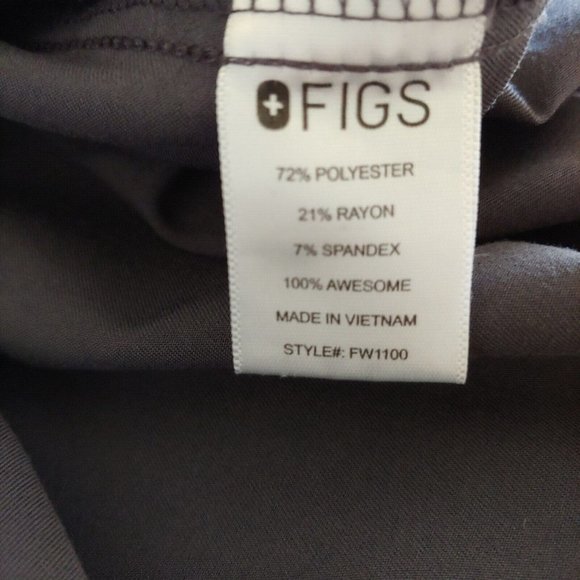 FIGS
72% POLYESTER
21% RAYON
7% SPANDEX
100% AWESOME
MADE IN VIETNAM
STYLE#: FW1100